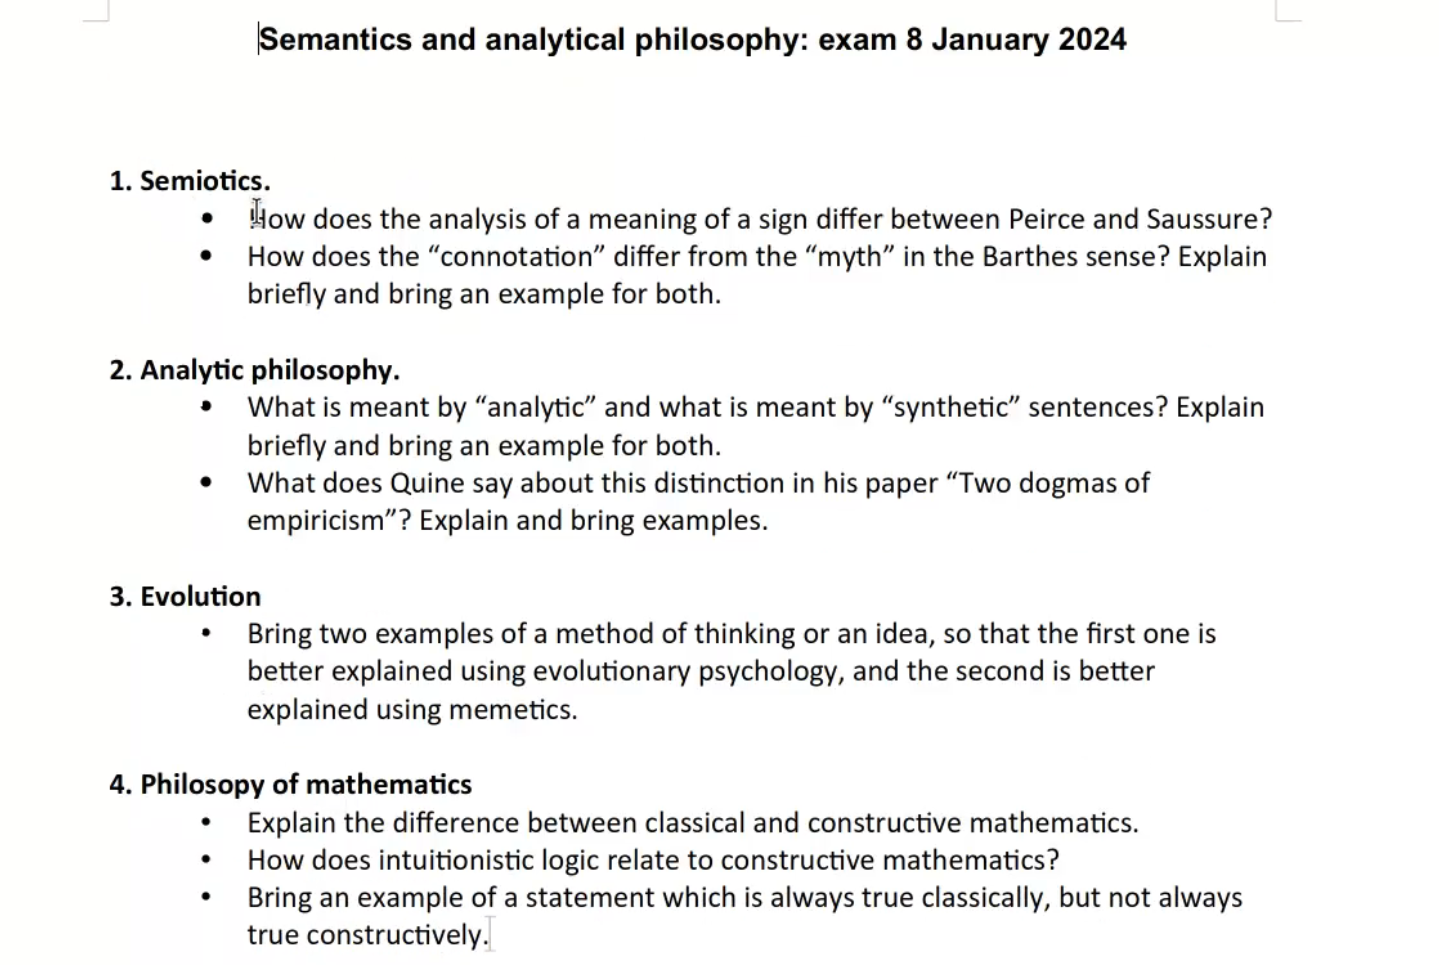 Semantics and analytical philosophy: exam 8 January 2024
1. Semiotics.
• How does the analysis of a meaning of a sign differ between Peirce and Saussure?
• How does the “connotation” differ from the “myth” in the Barthes sense? Explain
briefly and bring an example for both.
2. Analytic philosophy.
• What is meant by “analytic” and what is meant by “synthetic” sentences? Explain
briefly and bring an example for both.
• What does Quine say about this distinction in his paper “Two dogmas of
empiricism”? Explain and bring examples.
3. Evolution
• Bring two examples of a method of thinking or an idea, so that the first one is
better explained using evolutionary psychology, and the second is better
explained using memetics.
4. Philosopy of mathematics
• Explain the difference between classical and constructive mathematics.
• How does intuitionistic logic relate to constructive mathematics?
• Bring an example of a statement which is always true classically, but not always
true constructively.